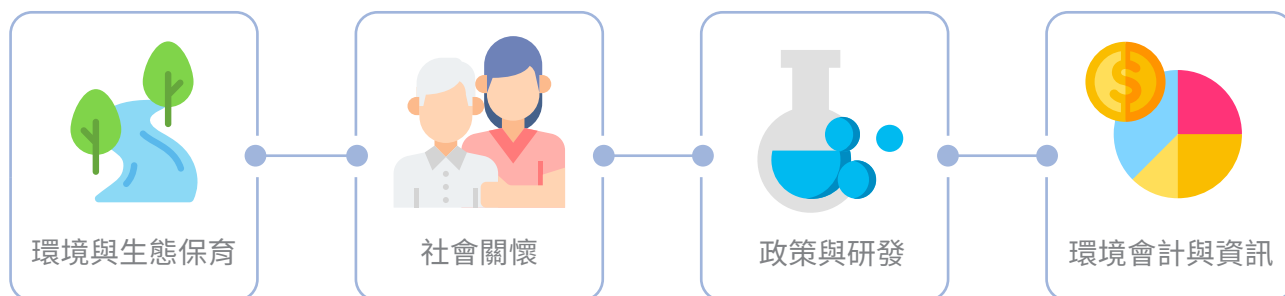 環境與生態保育
社會關懷
政策與研發
環境會計與資訊